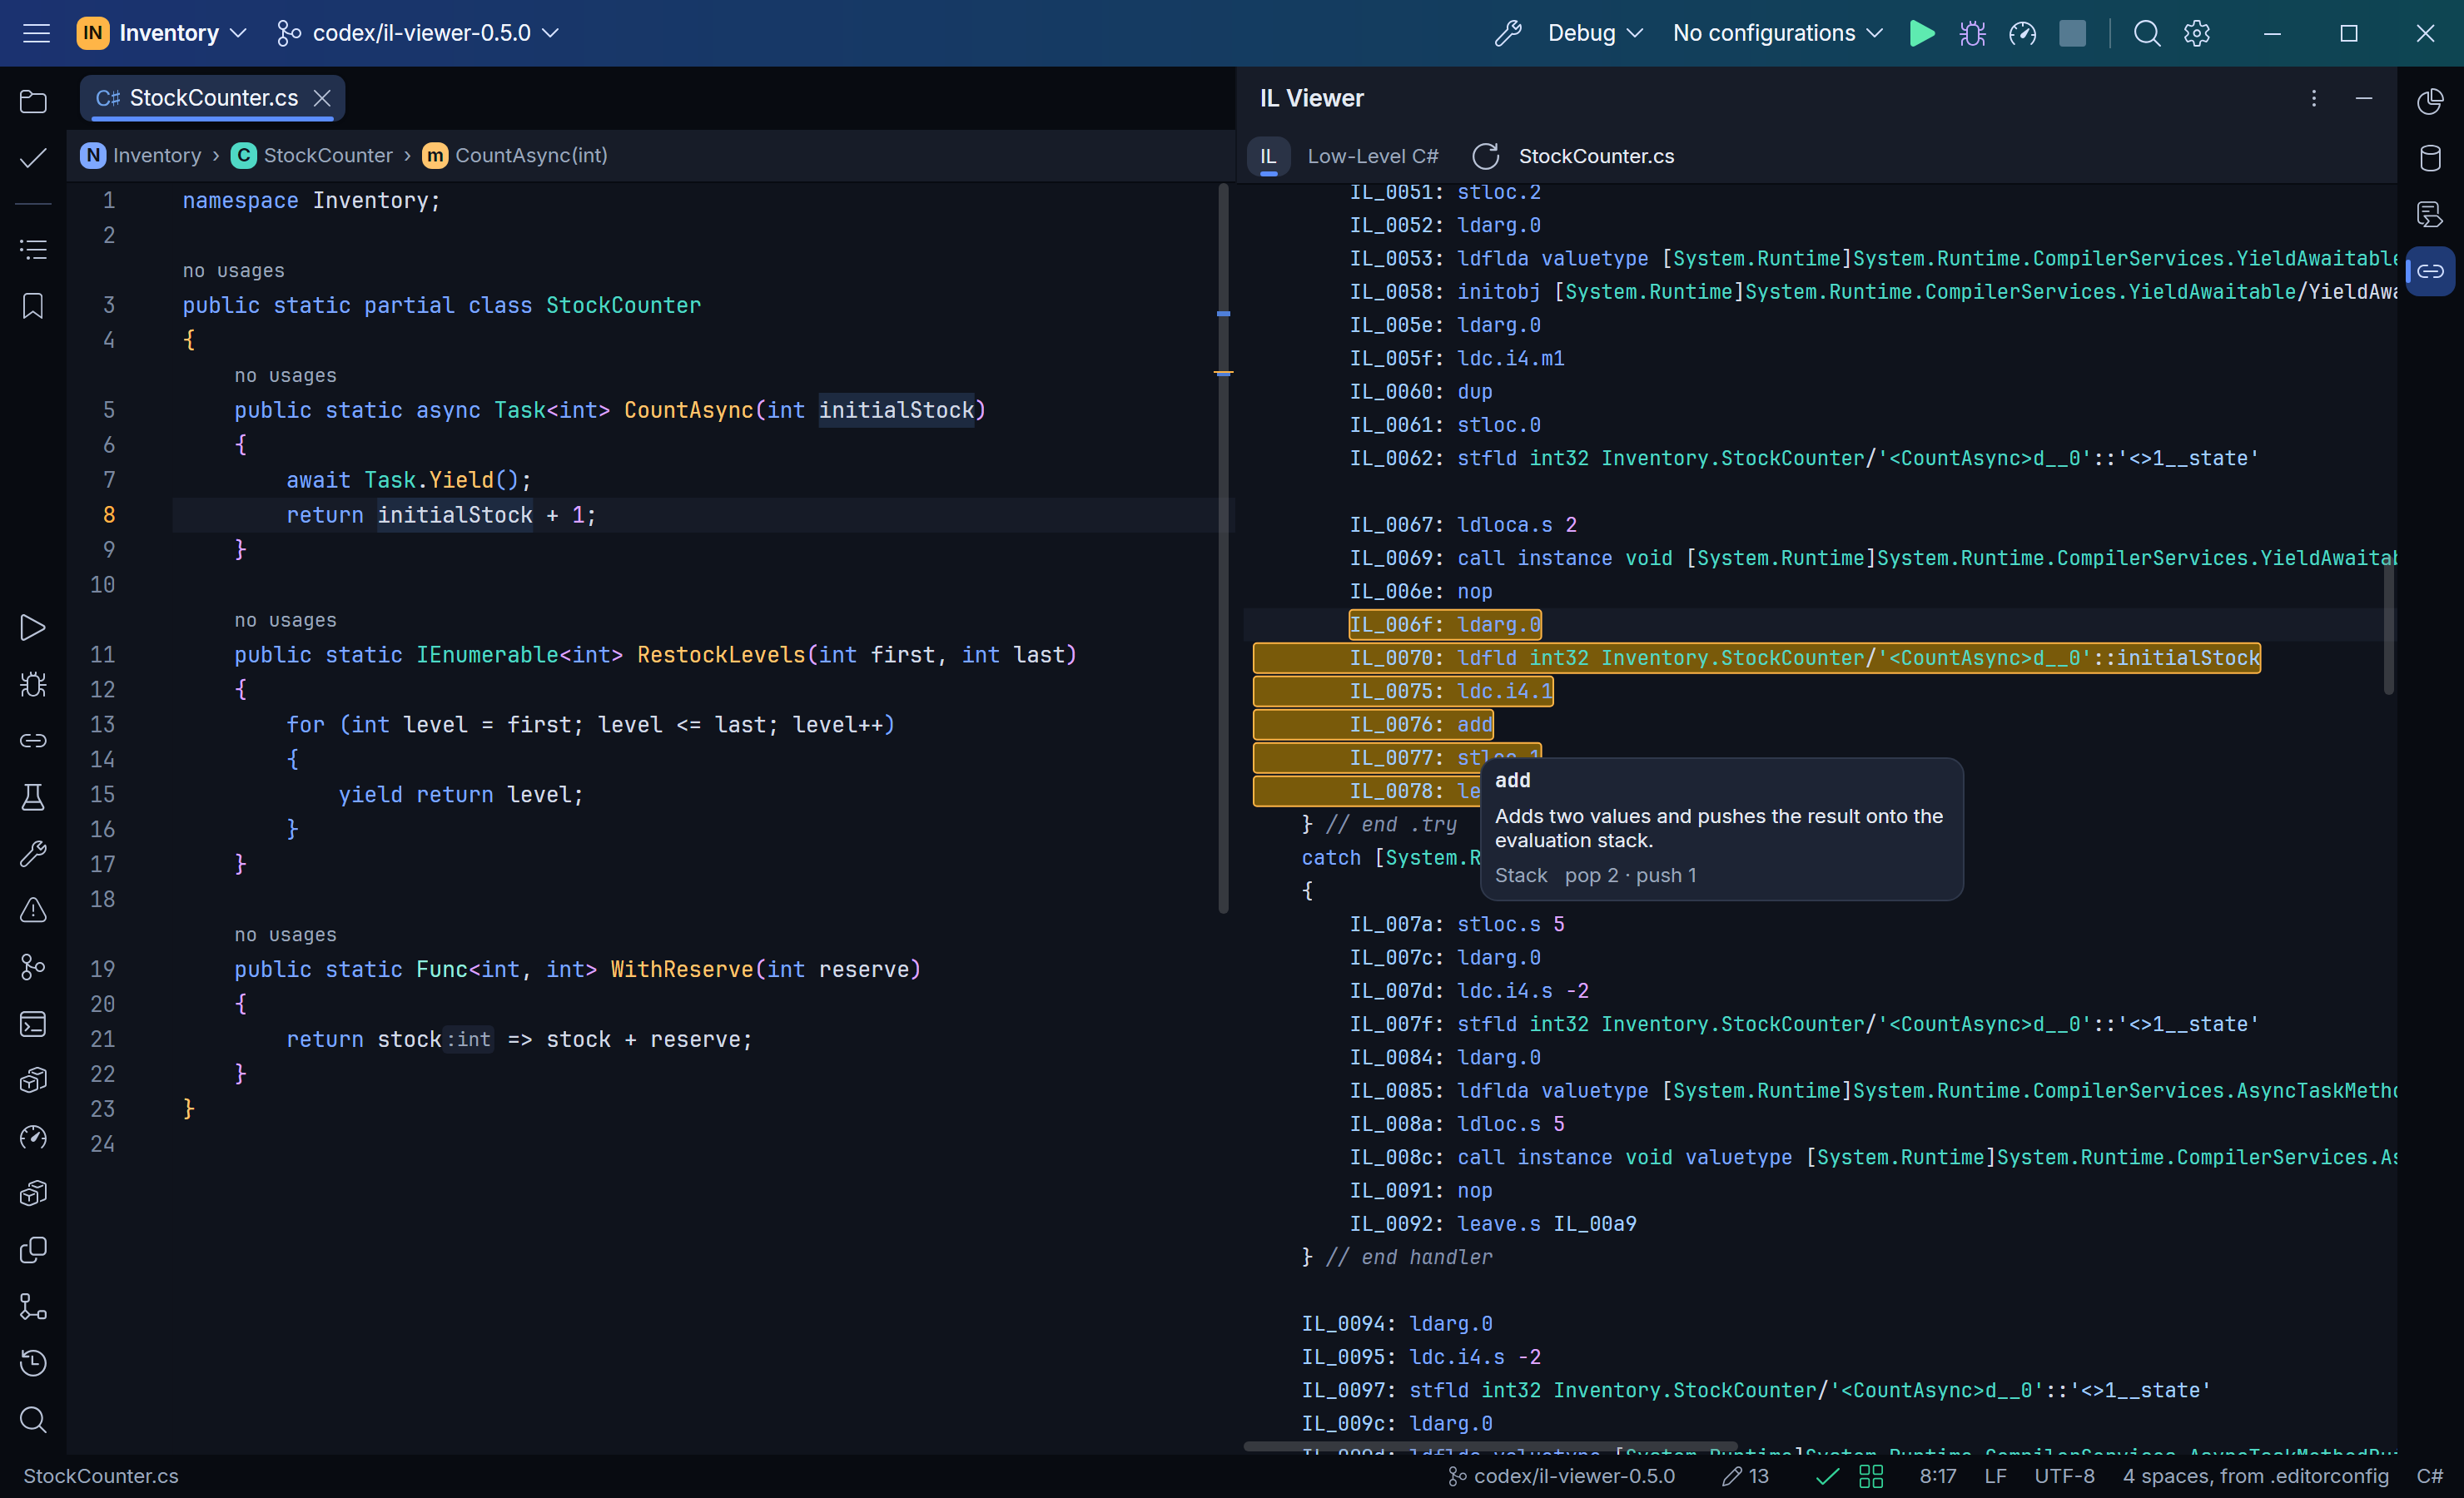 IN Inventory codex/il-viewer-0.5.0 Debug No configurations
C# StockCounter.cs
N Inventory › C StockCounter › m CountAsync(int)
1 namespace Inventory;
2
no usages
3 public static partial class StockCounter
4 {
no usages
5 public static async Task<int> CountAsync(int initialStock)
6 {
7 await Task.Yield();
8 return initialStock + 1;
9 }
10
no usages
11 public static IEnumerable<int> RestockLevels(int first, int last)
12 {
13 for (int level = first; level <= last; level++)
14 {
15 yield return level;
16 }
17 }
18
no usages
19 public static Func<int, int> WithReserve(int reserve)
20 {
21 return stock:int => stock + reserve;
22 }
23 }
24
IL Viewer
IL Low-Level C# StockCounter.cs
IL_0051: stloc.2
IL_0052: ldarg.0
IL_0053: ldflda valuetype [System.Runtime]System.Runtime.CompilerServices.YieldAwaitable
IL_0058: initobj [System.Runtime]System.Runtime.CompilerServices.YieldAwaitable/YieldAwa
IL_005e: ldarg.0
IL_005f: ldc.i4.m1
IL_0060: dup
IL_0061: stloc.0
IL_0062: stfld int32 Inventory.StockCounter/'<CountAsync>d__0'::'<>1__state'
IL_0067: ldloca.s 2
IL_0069: call instance void [System.Runtime]System.Runtime.CompilerServices.YieldAwaitab
IL_006e: nop
IL_006f: ldarg.0
IL_0070: ldfld int32 Inventory.StockCounter/'<CountAsync>d__0'::initialStock
IL_0075: ldc.i4.1
IL_0076: add
IL_0077: stloc.1
IL_0078: le
} // end .try
catch [System.R
{
add
Adds two values and pushes the result onto the
evaluation stack.
Stack pop 2 · push 1
IL_007a: stloc.s 5
IL_007c: ldarg.0
IL_007d: ldc.i4.s -2
IL_007f: stfld int32 Inventory.StockCounter/'<CountAsync>d__0'::'<>1__state'
IL_0084: ldarg.0
IL_0085: ldflda valuetype [System.Runtime]System.Runtime.CompilerServices.AsyncTaskMetho
IL_008a: ldloc.s 5
IL_008c: call instance void valuetype [System.Runtime]System.Runtime.CompilerServices.As
IL_0091: nop
IL_0092: leave.s IL_00a9
} // end handler
IL_0094: ldarg.0
IL_0095: ldc.i4.s -2
IL_0097: stfld int32 Inventory.StockCounter/'<CountAsync>d__0'::'<>1__state'
IL_009c: ldarg.0
StockCounter.cs codex/il-viewer-0.5.0 13 8:17 LF UTF-8 4 spaces, from .editorconfig C#